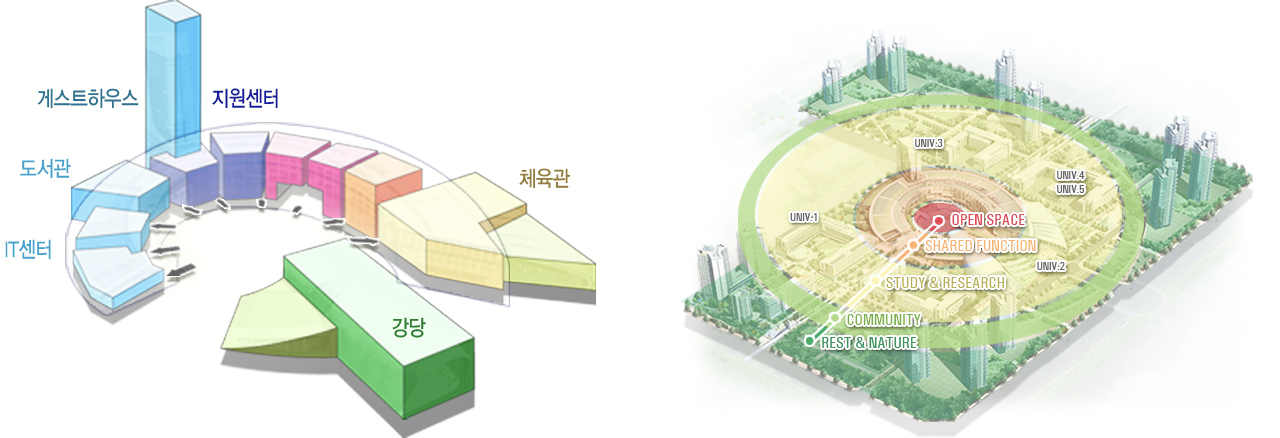 게스트하우스
지원센터
도서관
체육관
IT센터
강당
UNIV.3
UNIV.4
UNIV.5
UNIV.1
OPEN SPACE
SHARED FUNCTION
UNIV.2
STUDY & RESEARCH
COMMUNITY
REST & NATURE